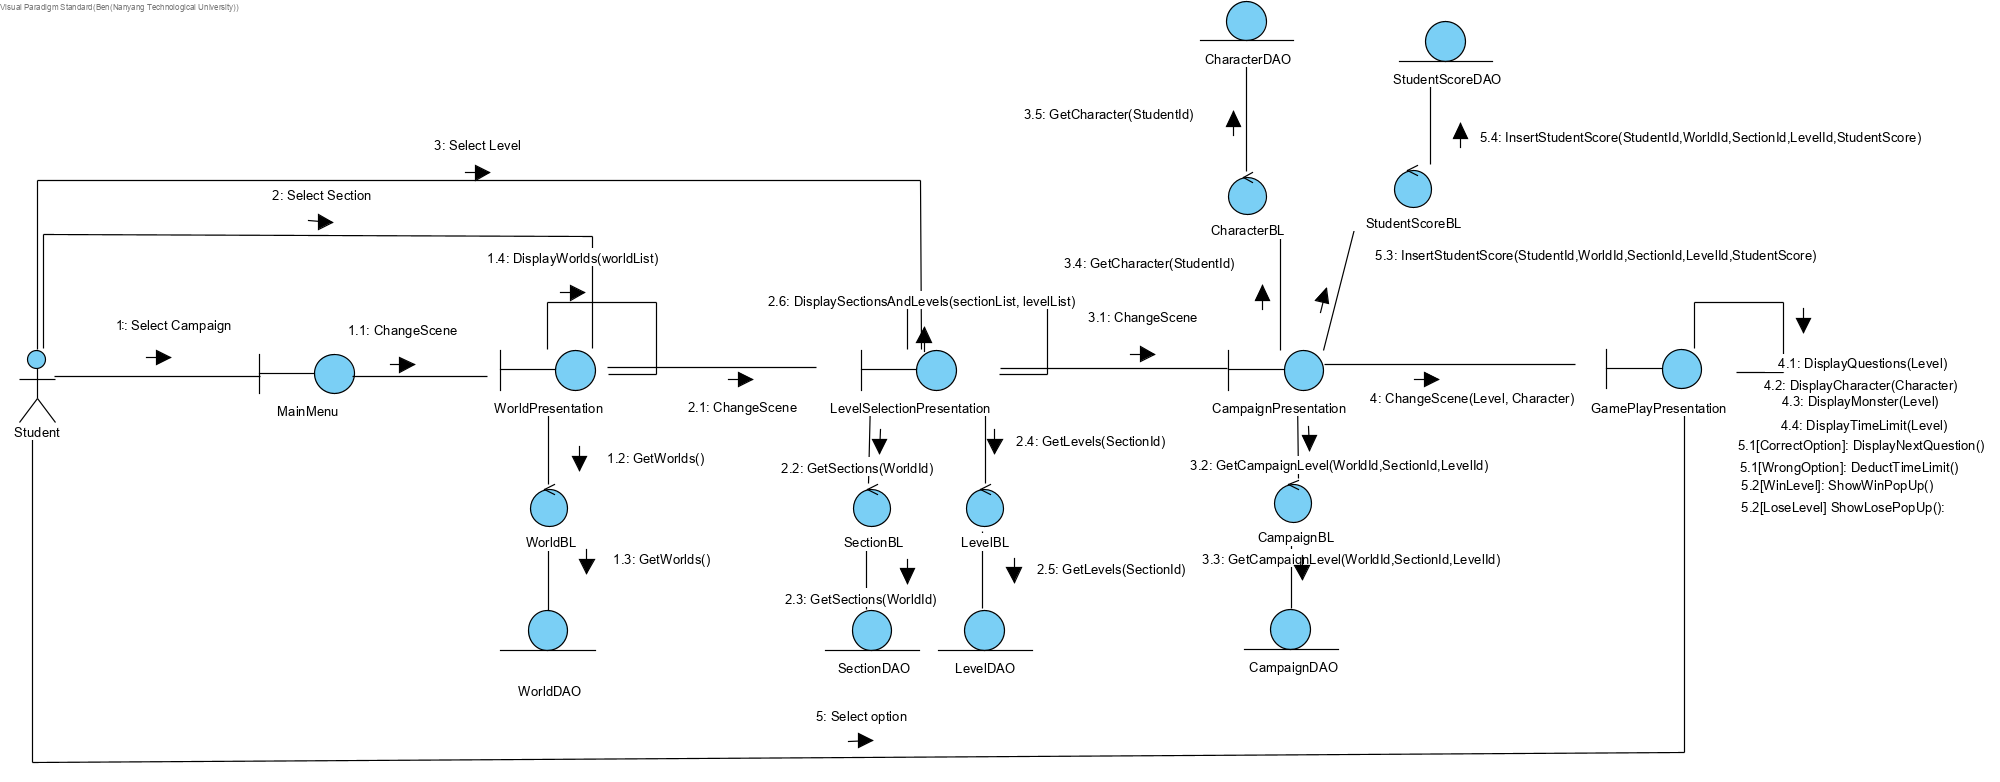 Visual Paradigm Standard(Ben(Nanyang Technological University))
CharacterDAO
StudentScoreDAO
3.5: GetCharacter(StudentId)
5.4: InsertStudentScore(StudentId,WorldId,SectionId,LevelId,StudentScore)
3: Select Level
2: Select Section
CharacterBL
StudentScoreBL
1.4: DisplayWorlds(worldList)
3.4: GetCharacter(StudentId)
5.3: InsertStudentScore(StudentId,WorldId,SectionId,LevelId,StudentScore)
2.6: DisplaySectionsAndLevels(sectionList, levelList)
1: Select Campaign
1.1: ChangeScene
3.1: ChangeScene
4.1: DisplayQuestions(Level)
4.2: DisplayCharacter(Character)
4.3: DisplayMonster(Level)
4.4: DisplayTimeLimit(Level)
5.1[CorrectOption]: DisplayNextQuestion()
5.1[WrongOption]: DeductTimeLimit()
5.2[WinLevel]: ShowWinPopUp()
5.2[LoseLevel] ShowLosePopUp():
Student
MainMenu
WorldPresentation
2.1: ChangeScene
LevelSelectionPresentation
CampaignPresentation
4: ChangeScene(Level, Character)
GamePlayPresentation
1.2: GetWorlds()
2.2: GetSections(WorldId)
2.4: GetLevels(SectionId)
3.2: GetCampaignLevel(WorldId,SectionId,LevelId)
WorldBL
SectionBL
LevelBL
CampaignBL
1.3: GetWorlds()
2.3: GetSections(WorldId)
2.5: GetLevels(SectionId)
3.3: GetCampaignLevel(WorldId,SectionId,LevelId)
WorldDAO
SectionDAO
LevelDAO
CampaignDAO
5: Select option